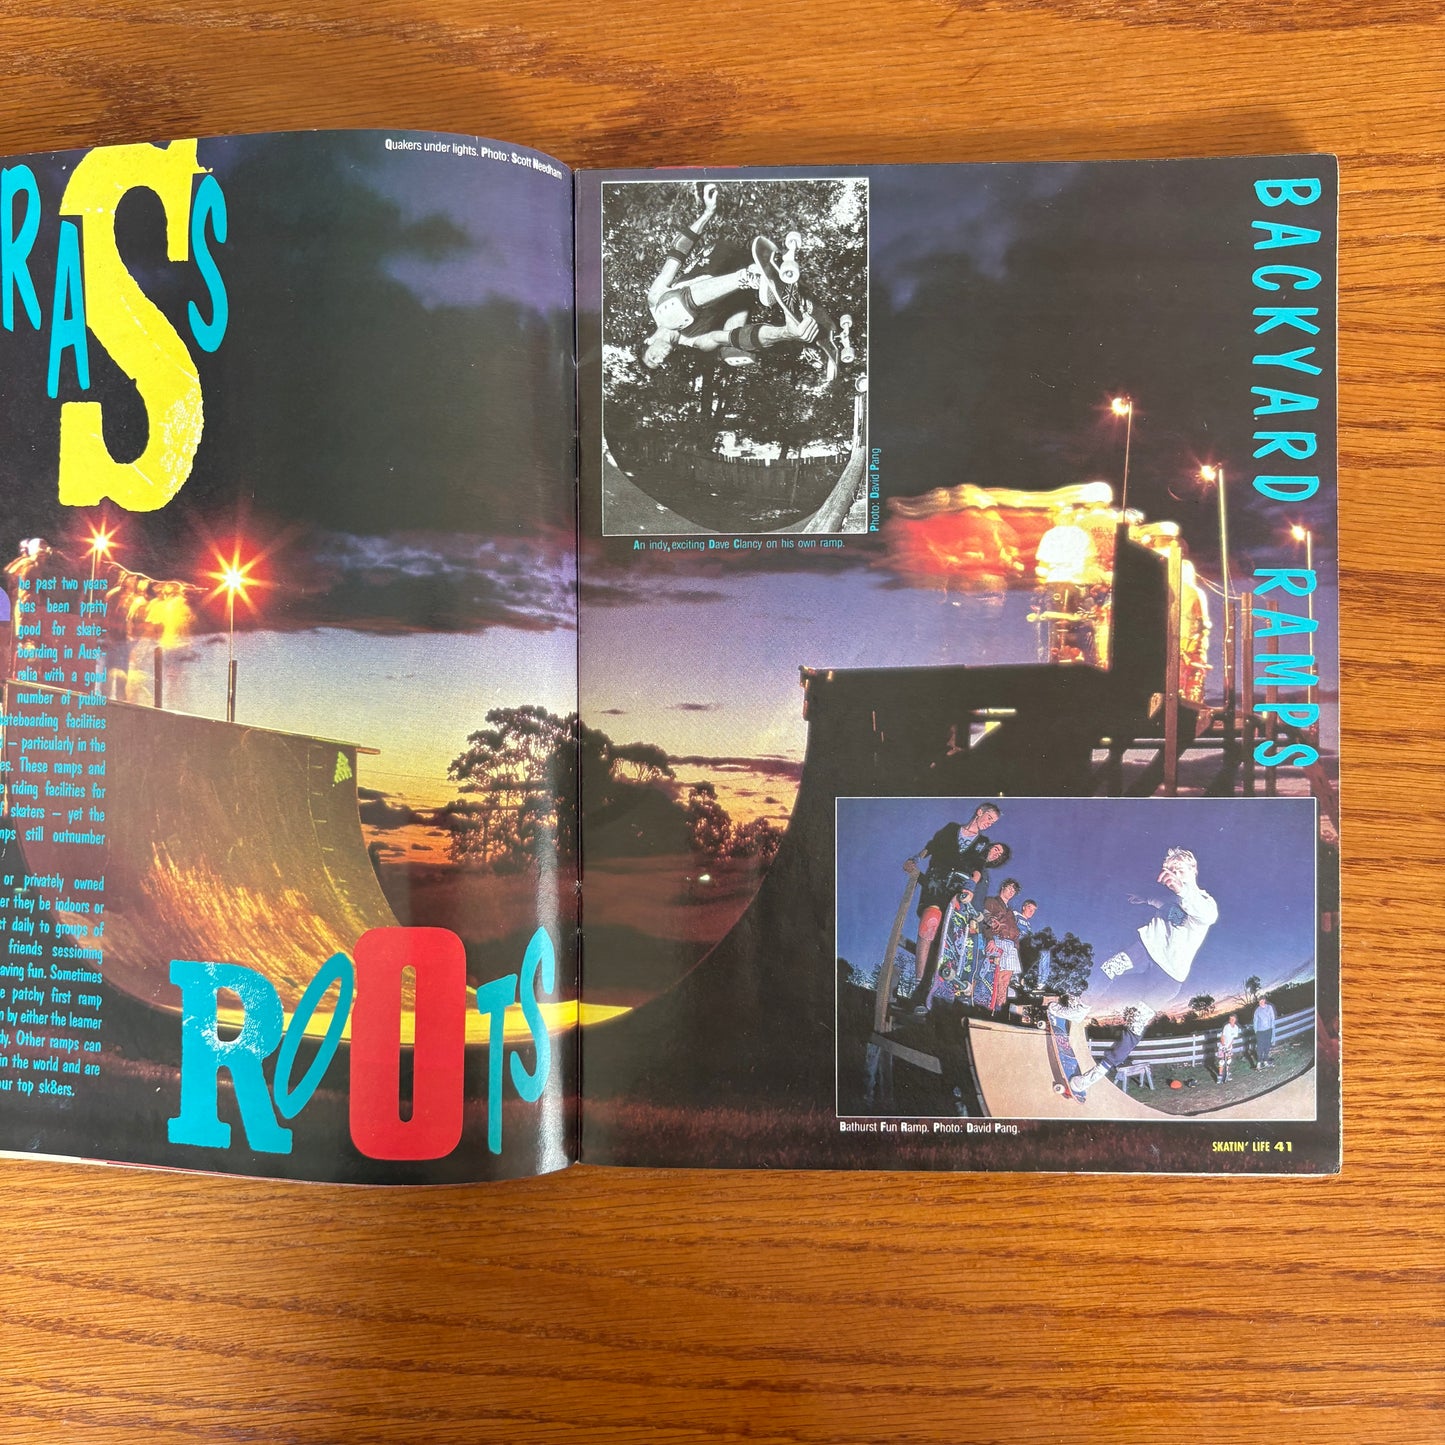 RASS
ROOTS
Quakers under lights. Photo: Scott Needham
he past two years
has been pretty
good for skate-
boarding in Aust-
ralia with a good
number of public
ateboarding facilities
– particularly in the
es. These ramps and
e riding facilities for
f skaters – yet the
mps still outnumber
or privately owned
er they be indoors or
st daily to groups of
friends sessioning
aving fun. Sometimes
e patchy first ramp
n by either the learner
dy. Other ramps can
in the world and are
our top sk8ers.
Photo: David Pang
An indy, exciting Dave Clancy on his own ramp.
BACKYARD RAMPS
Bathurst Fun Ramp. Photo: David Pang.
SKATIN' LIFE 41